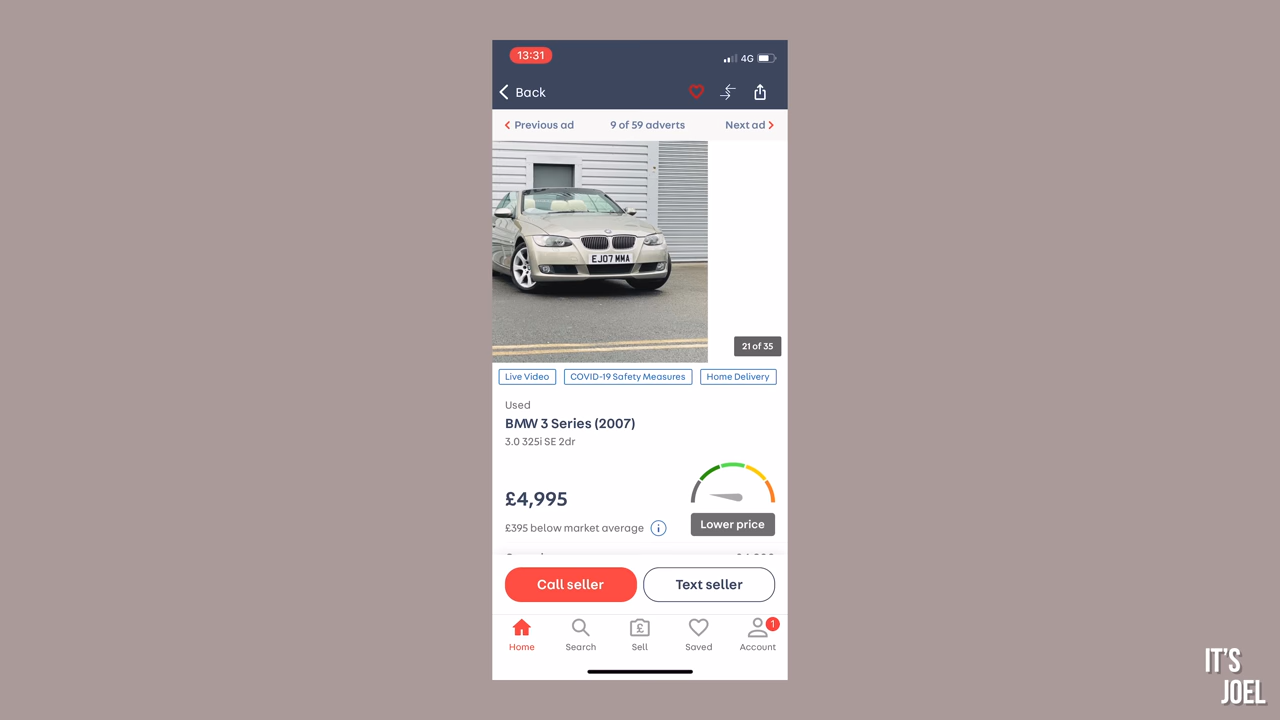 13:31
4G
Back
Previous ad 9 of 59 adverts Next ad
EJ07 MMA
21 of 35
Live Video COVID-19 Safety Measures Home Delivery
Used
BMW 3 Series (2007)
3.0 325i SE 2dr
£4,995
£395 below market average i
Lower price
Call seller Text seller
1
Home Search Sell Saved Account
IT'S
JOEL